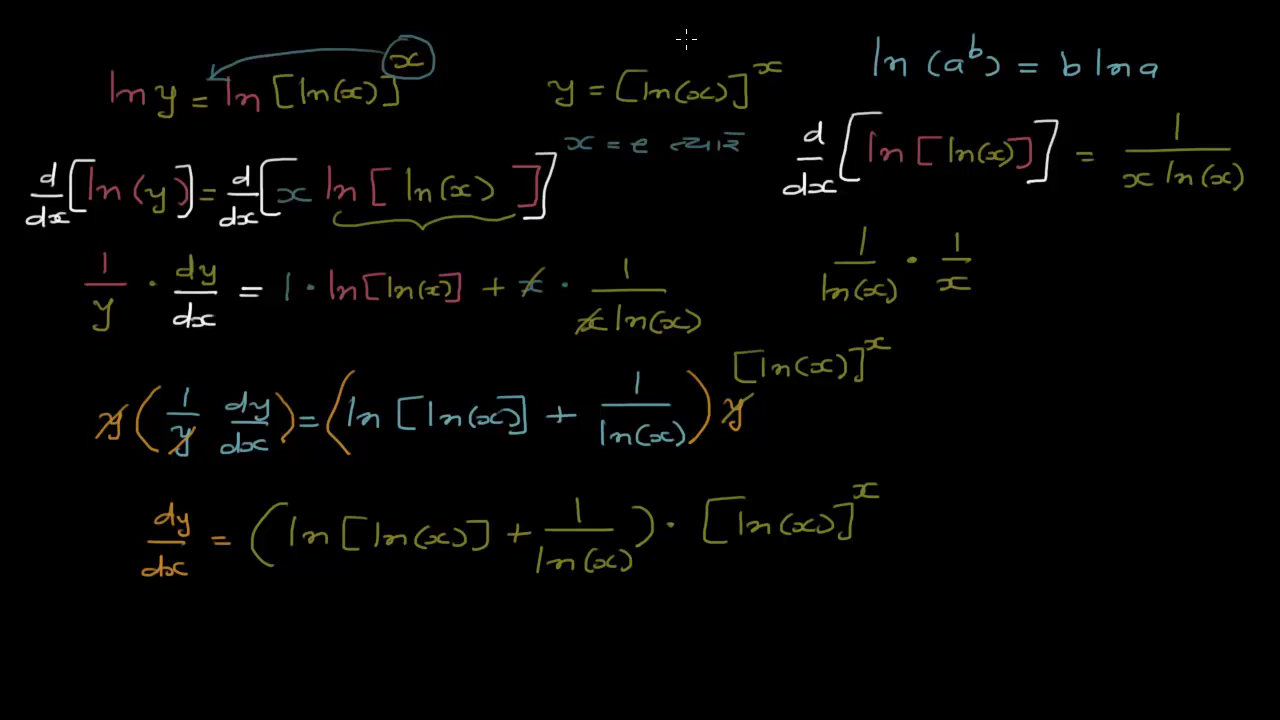 ln y = ln [ln(x)]^x
y = [ln(x)]^x
ln (a^b) = b ln a
x = e
d/dx [ln(y)] = d/dx [x ln[ ln(x) ]]
d/dx [ln [ ln(x)]] = 1/(x ln(x))
1/y · dy/dx = 1 · ln[ln(x)] + x · 1/(x ln(x))
1/ln(x) · 1/x
[ln(x)]^x
y (1/y dy/dx) = (ln [ln(x)] + 1/ln(x)) y
dy/dx = (ln [ln(x)] + 1/ln(x)) · [ln(x)]^x